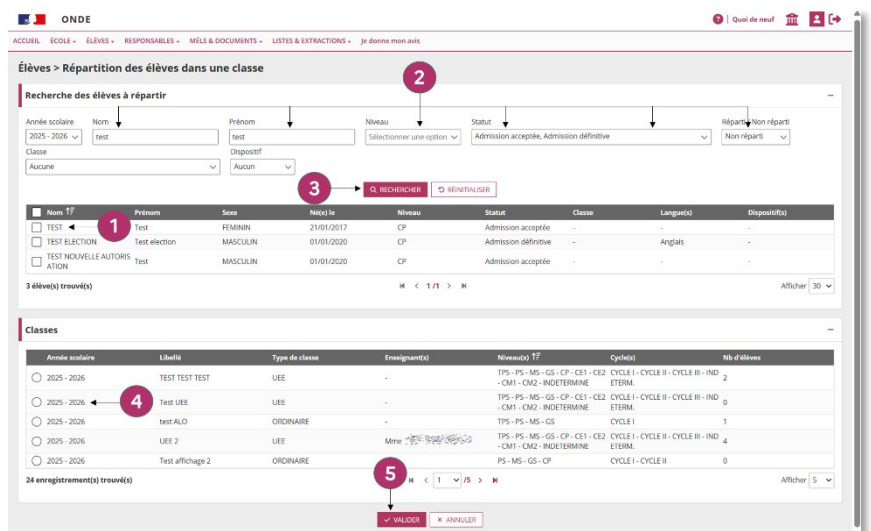 ONDE
? Quoi de neuf
ACCUEIL ÉCOLE ÉLÈVES RESPONSABLES MÉLS & DOCUMENTS LISTES & EXTRACTIONS Je donne mon avis
Élèves > Répartition des élèves dans une classe
2
Recherche des élèves à répartir –
Année scolaire Nom Prénom Niveau Statut Réparti / Non réparti
2025 - 2026 test test Sélectionner une option Admission acceptée, Admission définitive Non réparti
Classe Dispositif
Aucune Aucun
3 RECHERCHER RÉINITIALISER
Nom Prénom Sexe Né(e) le Niveau Statut Classe Langue(s) Dispositif(s)
1
TEST Test FEMININ 21/01/2017 CP Admission acceptée - - -
TEST ELECTION Test election MASCULIN 01/01/2020 CP Admission définitive - Anglais -
TEST NOUVELLE AUTORIS
ATION Test MASCULIN 01/01/2020 CP Admission acceptée - - -
3 élève(s) trouvé(s) < 1 /1 > Afficher 30
Classes –
Année scolaire Libellé Type de classe Enseignant(s) Niveau(x) Cycle(s) Nb d'élèves
2025 - 2026 TEST TEST TEST UEE - TPS - PS - MS - GS - CP - CE1 - CE2 - CM1 - CM2 - INDETERMINE CYCLE I - CYCLE II - CYCLE III - INDETERM. 2
4
2025 - 2026 Test UEE UEE - TPS - PS - MS - GS - CP - CE1 - CE2 - CM1 - CM2 - INDETERMINE CYCLE I - CYCLE II - CYCLE III - INDETERM. 0
2025 - 2026 test ALO ORDINAIRE - TPS - PS - MS - GS CYCLE I 1
2025 - 2026 UEE 2 UEE Mme TPS - PS - MS - GS - CP - CE1 - CE2 - CM1 - CM2 - INDETERMINE CYCLE I - CYCLE II - CYCLE III - INDETERM. 4
2025 - 2026 Test affichage 2 ORDINAIRE PS - MS - GS - CP CYCLE I - CYCLE II 0
24 enregistrement(s) trouvé(s) < 1 /5 > Afficher 5
5
VALIDER × ANNULER